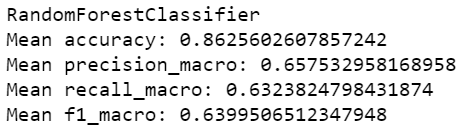 RandomForestClassifier
Mean accuracy: 0.8625602607857242
Mean precision_macro: 0.657532958168958
Mean recall_macro: 0.6323824798431874
Mean f1_macro: 0.6399506512347948